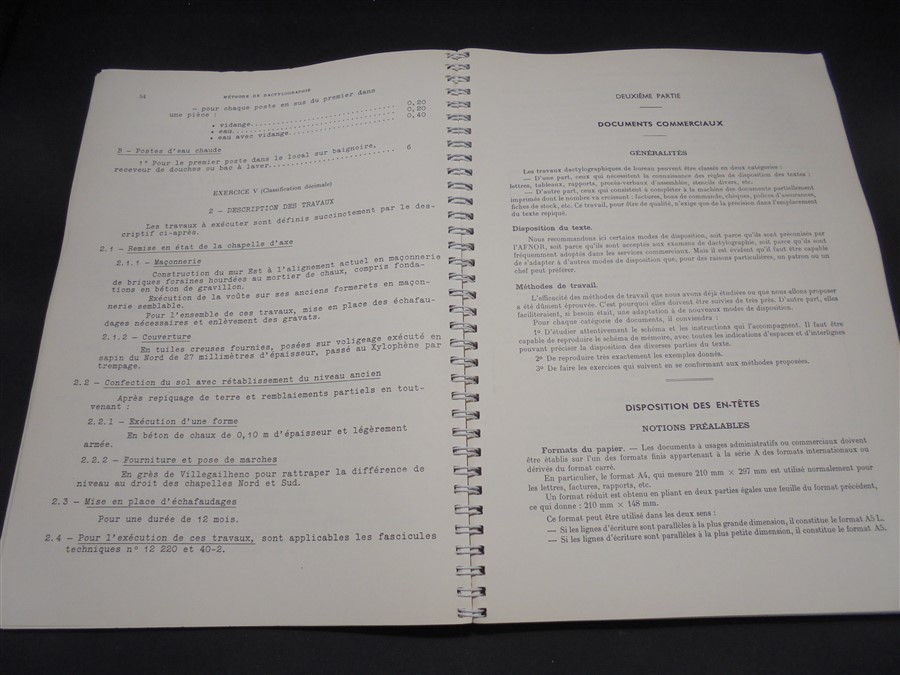 84
MÉTHODE DE DACTYLOGRAPHIE
— pour chaque poste en sus du premier dans
une pièce :
• vidange........................................ 0,20
• eau............................................ 0,20
• eau avec vidange............................... 0,40
B - Postes d'eau chaude
1° Pour le premier poste dans le local sur baignoire,
receveur de douches ou bac à laver........................ 6
EXERCICE V (Classification décimale)
2 - DESCRIPTION DES TRAVAUX
Les travaux à exécuter sont définis succinctement par le des-
criptif ci-après.
2.1 - Remise en état de la chapelle d'axe
2.1.1 - Maçonnerie
Construction du mur Est à l'alignement actuel en maçonnerie
de briques foraines hourdées au mortier de chaux, compris fonda-
tions en béton de gravillon.
Exécution de la voûte sur ses anciens formerets en maçon-
nerie semblable.
Pour l'ensemble de ces travaux, mise en place des échafau-
dages nécessaires et enlèvement des gravats.
2.1.2 - Couverture
En tuiles creuses fournies, posées sur voligeage exécuté en
sapin du Nord de 27 millimètres d'épaisseur, passé au Xylophène par
trempage.
2.2 - Confection du sol avec rétablissement du niveau ancien
Après repiquage de terre et remblaiements partiels en tout-
venant :
2.2.1 - Exécution d'une forme
En béton de chaux de 0,10 m d'épaisseur et légèrement
armée.
2.2.2 - Fourniture et pose de marches
En grès de Villegailhenc pour rattraper la différence de
niveau au droit des chapelles Nord et Sud.
2.3 - Mise en place d'échafaudages
Pour une durée de 12 mois.
2.4 - Pour l'exécution de ces travaux, sont applicables les fascicules
techniques n° 12 220 et 40-2.
DEUXIÈME PARTIE
DOCUMENTS COMMERCIAUX
GÉNÉRALITÉS
Les travaux dactylographiques de bureau peuvent être classés en deux catégories :
— D'une part, ceux qui nécessitent la connaissance des règles de disposition des textes :
lettres, tableaux, rapports, procès-verbaux d'assemblée, stencils divers, etc.
— D'autre part, ceux qui consistent à compléter à la machine des documents partiellement
imprimés dont le nombre va croissant : factures, bons de commande, chèques, polices d'assurances,
fiches de stock, etc. Ce travail, pour être de qualité, n'exige que de la précision dans l'emplacement
du texte repiqué.
Disposition du texte.
Nous recommandons ici certains modes de disposition, soit parce qu'ils sont préconisés par
l'AFNOR, soit parce qu'ils sont acceptés aux examens de dactylographie, soit parce qu'ils sont
fréquemment adoptés dans les services commerciaux. Mais il est évident qu'il faut être capable
de s'adapter à d'autres modes de disposition que, pour des raisons particulières, un patron ou un
chef peut préférer.
Méthodes de travail.
L'efficacité des méthodes de travail que nous avons déjà étudiées ou que nous allons proposer
a été dûment éprouvée. C'est pourquoi elles doivent être suivies de très près. D'autre part, elles
faciliteraient, si besoin était, une adaptation à de nouveaux modes de disposition.
Pour chaque catégorie de documents, il conviendra :
1° D'étudier attentivement le schéma et les instructions qui l'accompagnent. Il faut être
capable de reproduire le schéma de mémoire, avec toutes les indications d'espaces et d'interlignes
pouvant préciser la disposition des diverses parties du texte.
2° De reproduire très exactement les exemples donnés.
3° De faire les exercices qui suivent en se conformant aux méthodes proposées.
DISPOSITION DES EN-TÊTES
NOTIONS PRÉALABLES
Formats du papier. — Les documents à usages administratifs ou commerciaux doivent
être établis sur l'un des formats finis appartenant à la série A des formats internationaux ou
dérivés du format carré.
En particulier, le format A4, qui mesure 210 mm × 297 mm est utilisé normalement pour
les lettres, factures, rapports, etc.
Un format réduit est obtenu en pliant en deux parties égales une feuille du format précédent,
ce qui donne : 210 mm × 148 mm.
Ce format peut être utilisé dans les deux sens :
— Si les lignes d'écriture sont parallèles à la plus grande dimension, il constitue le format A5 L.
— Si les lignes d'écriture sont parallèles à la plus petite dimension, il constitue le format A5.